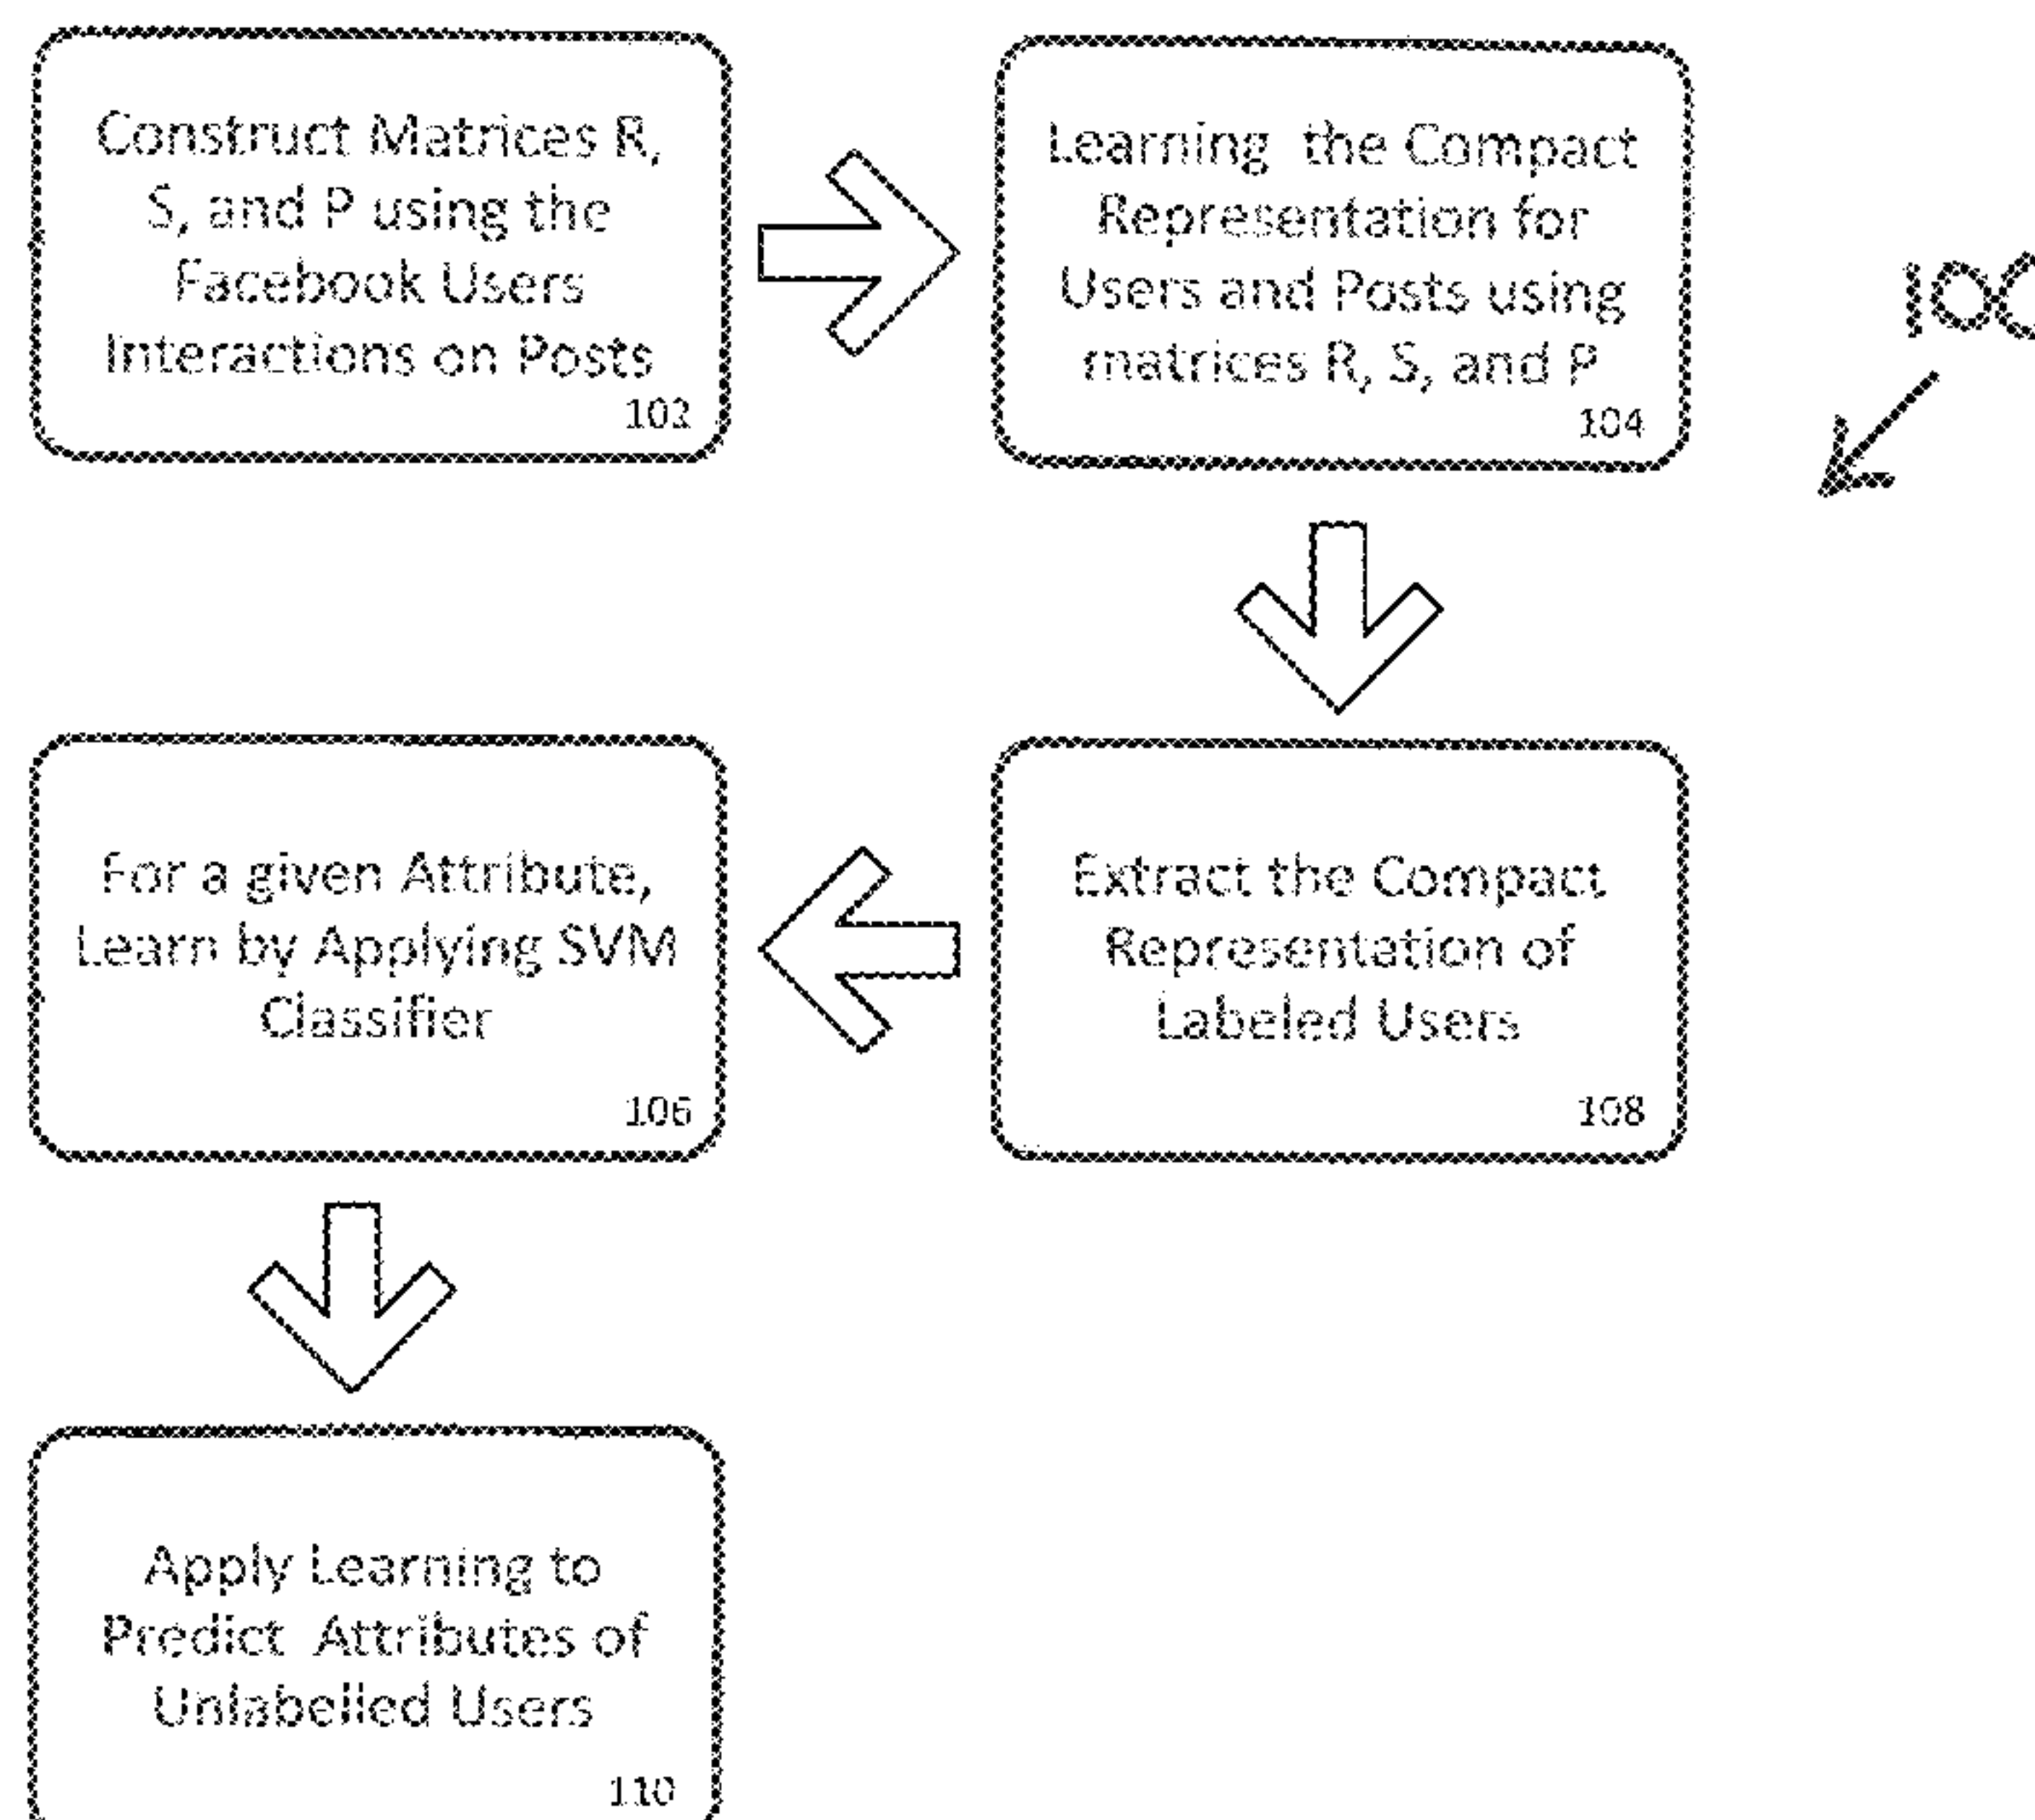 Construct Matrices R,
S, and P using the
Facebook Users
Interactions on Posts
102
Learning the Compact
Representation for
Users and Posts using
matrices R, S, and P
104
For a given Attribute,
Learn by Applying SVM
Classifier
106
Extract the Compact
Representation of
Labeled Users
108
Apply Learning to
Predict Attributes of
Unlabelled Users
110